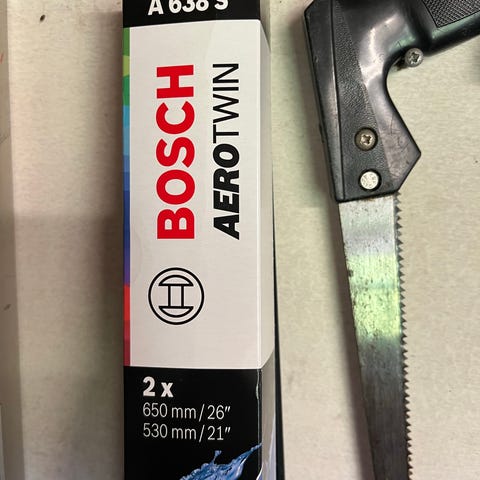 A 638 S
BOSCH
AEROTWIN
2 x
650 mm/26"
530 mm/21"